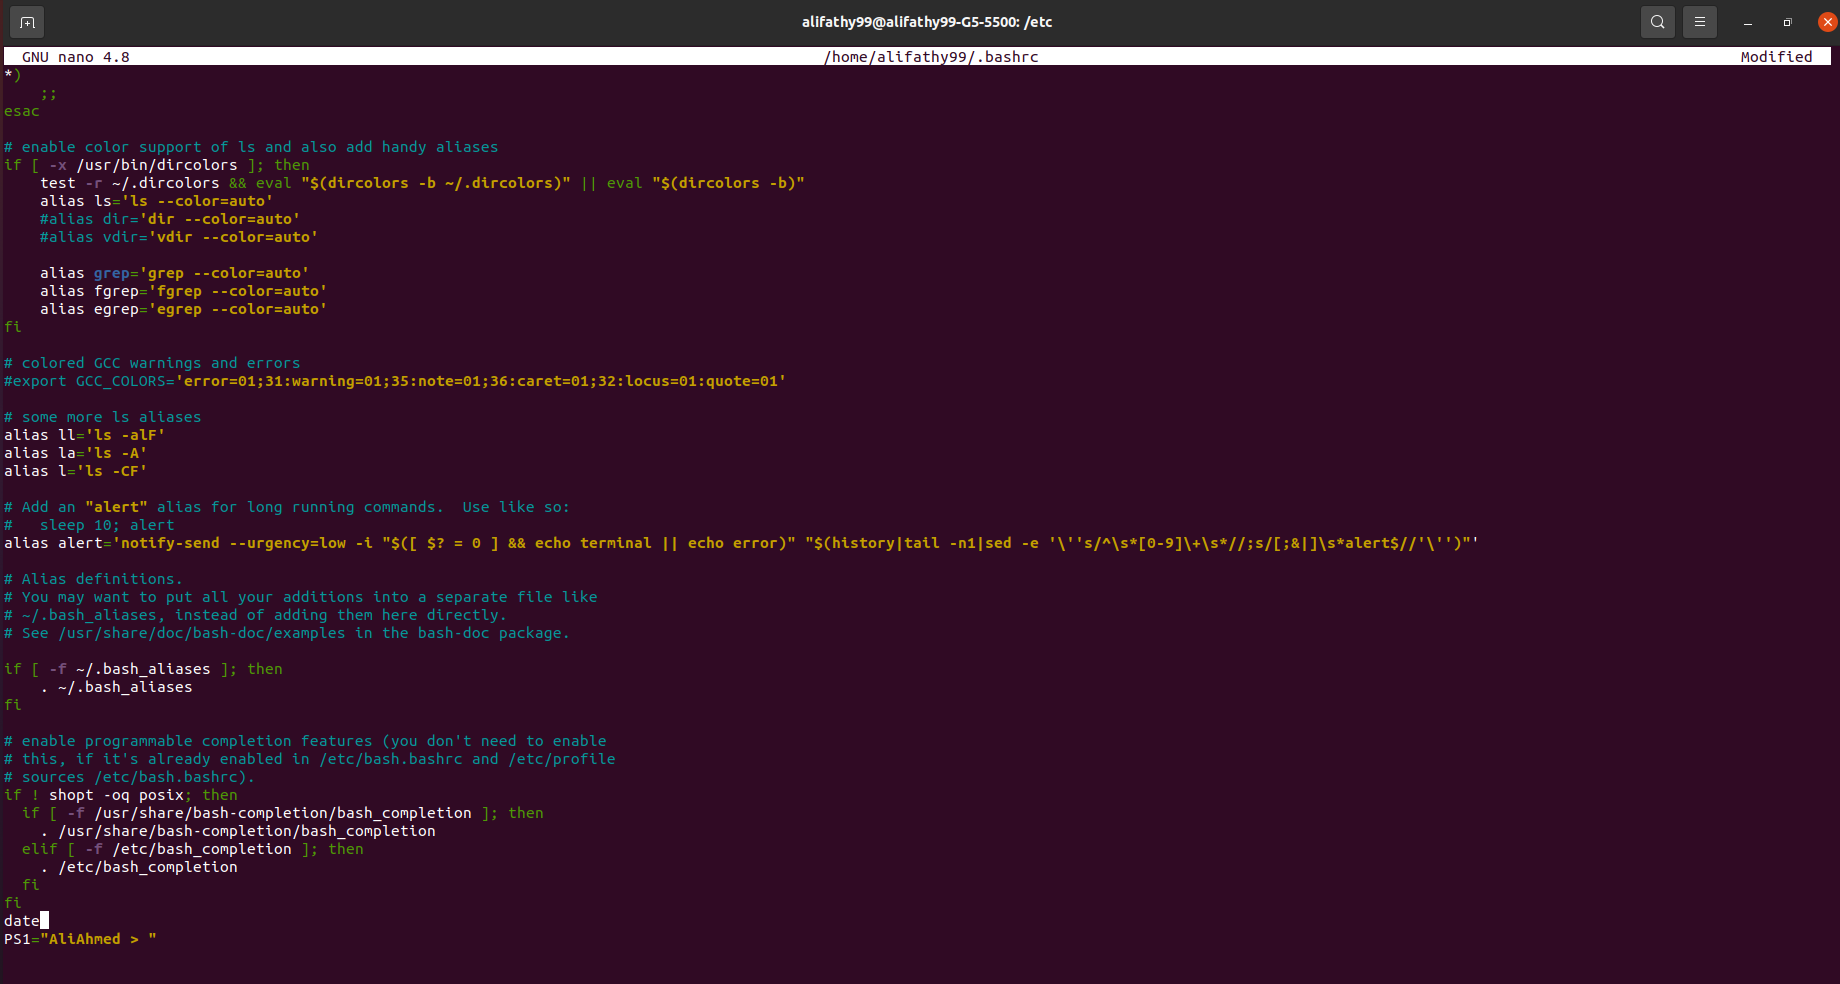 alifathy99@alifathy99-G5-5500: /etc
GNU nano 4.8 /home/alifathy99/.bashrc Modified
*)
    ;;
esac

# enable color support of ls and also add handy aliases
if [ -x /usr/bin/dircolors ]; then
    test -r ~/.dircolors && eval "$(dircolors -b ~/.dircolors)" || eval "$(dircolors -b)"
    alias ls='ls --color=auto'
    #alias dir='dir --color=auto'
    #alias vdir='vdir --color=auto'

    alias grep='grep --color=auto'
    alias fgrep='fgrep --color=auto'
    alias egrep='egrep --color=auto'
fi

# colored GCC warnings and errors
#export GCC_COLORS='error=01;31:warning=01;35:note=01;36:caret=01;32:locus=01:quote=01'

# some more ls aliases
alias ll='ls -alF'
alias la='ls -A'
alias l='ls -CF'

# Add an "alert" alias for long running commands.  Use like so:
#   sleep 10; alert
alias alert='notify-send --urgency=low -i "$([ $? = 0 ] && echo terminal || echo error)" "$(history|tail -n1|sed -e '\''s/^\s*[0-9]\+\s*//;s/[;&|]\s*alert$//'\'')"'

# Alias definitions.
# You may want to put all your additions into a separate file like
# ~/.bash_aliases, instead of adding them here directly.
# See /usr/share/doc/bash-doc/examples in the bash-doc package.

if [ -f ~/.bash_aliases ]; then
    . ~/.bash_aliases
fi

# enable programmable completion features (you don't need to enable
# this, if it's already enabled in /etc/bash.bashrc and /etc/profile
# sources /etc/bash.bashrc).
if ! shopt -oq posix; then
  if [ -f /usr/share/bash-completion/bash_completion ]; then
    . /usr/share/bash-completion/bash_completion
  elif [ -f /etc/bash_completion ]; then
    . /etc/bash_completion
  fi
fi
date
PS1="AliAhmed > "